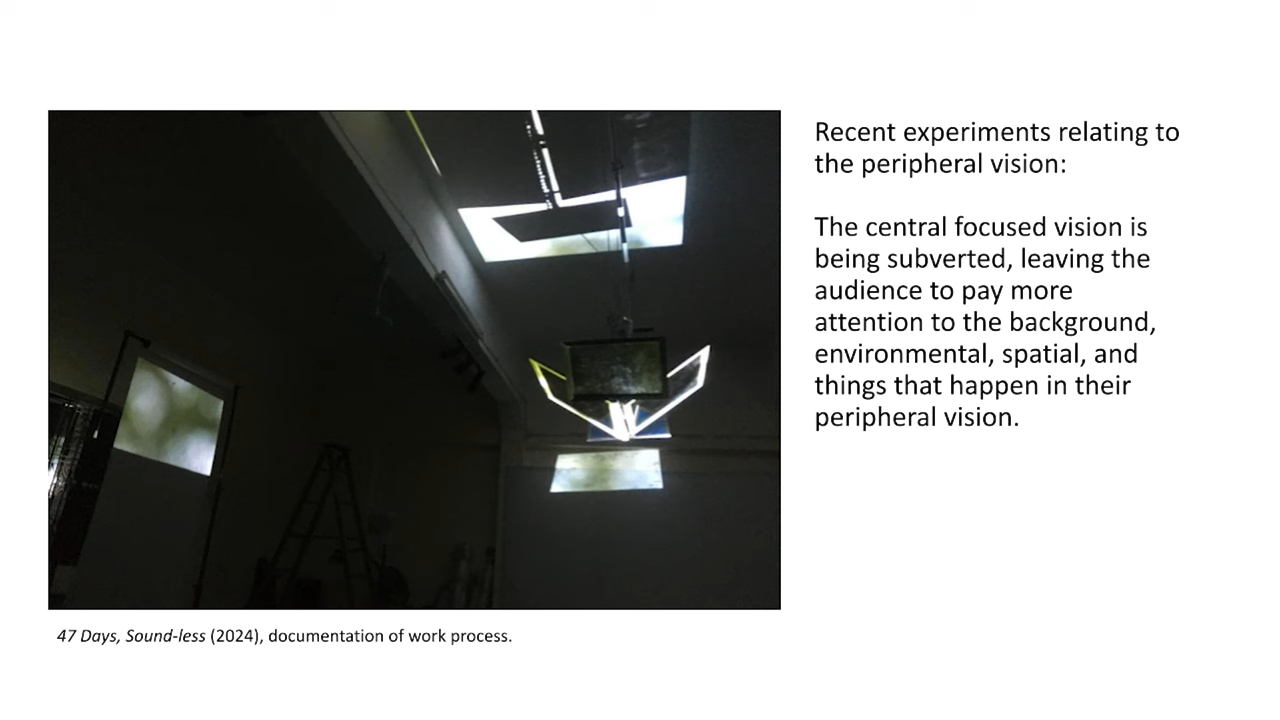 Recent experiments relating to
the peripheral vision:
The central focused vision is
being subverted, leaving the
audience to pay more
attention to the background,
environmental, spatial, and
things that happen in their
peripheral vision.
47 Days, Sound-less (2024), documentation of work process.